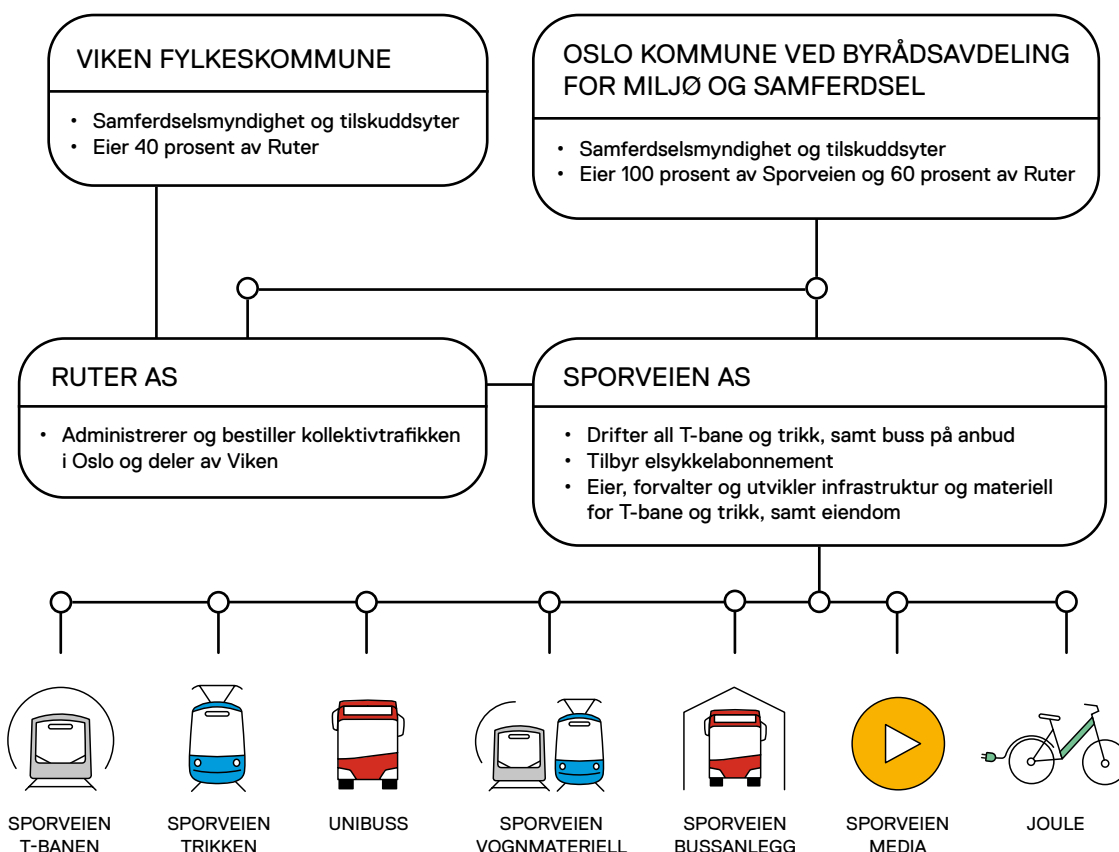 VIKEN FYLKESKOMMUNE
• Samferdselsmyndighet og tilskuddsyter
• Eier 40 prosent av Ruter
OSLO KOMMUNE VED BYRÅDSAVDELING
FOR MILJØ OG SAMFERDSEL
• Samferdselsmyndighet og tilskuddsyter
• Eier 100 prosent av Sporveien og 60 prosent av Ruter
RUTER AS
• Administrerer og bestiller kollektivtrafikken
i Oslo og deler av Viken
SPORVEIEN AS
• Drifter all T-bane og trikk, samt buss på anbud
• Tilbyr elsykkelabonnement
• Eier, forvalter og utvikler infrastruktur og materiell
for T-bane og trikk, samt eiendom
SPORVEIEN
T-BANEN
SPORVEIEN
TRIKKEN
UNIBUSS
SPORVEIEN
VOGNMATERIELL
SPORVEIEN
BUSSANLEGG
SPORVEIEN
MEDIA
JOULE